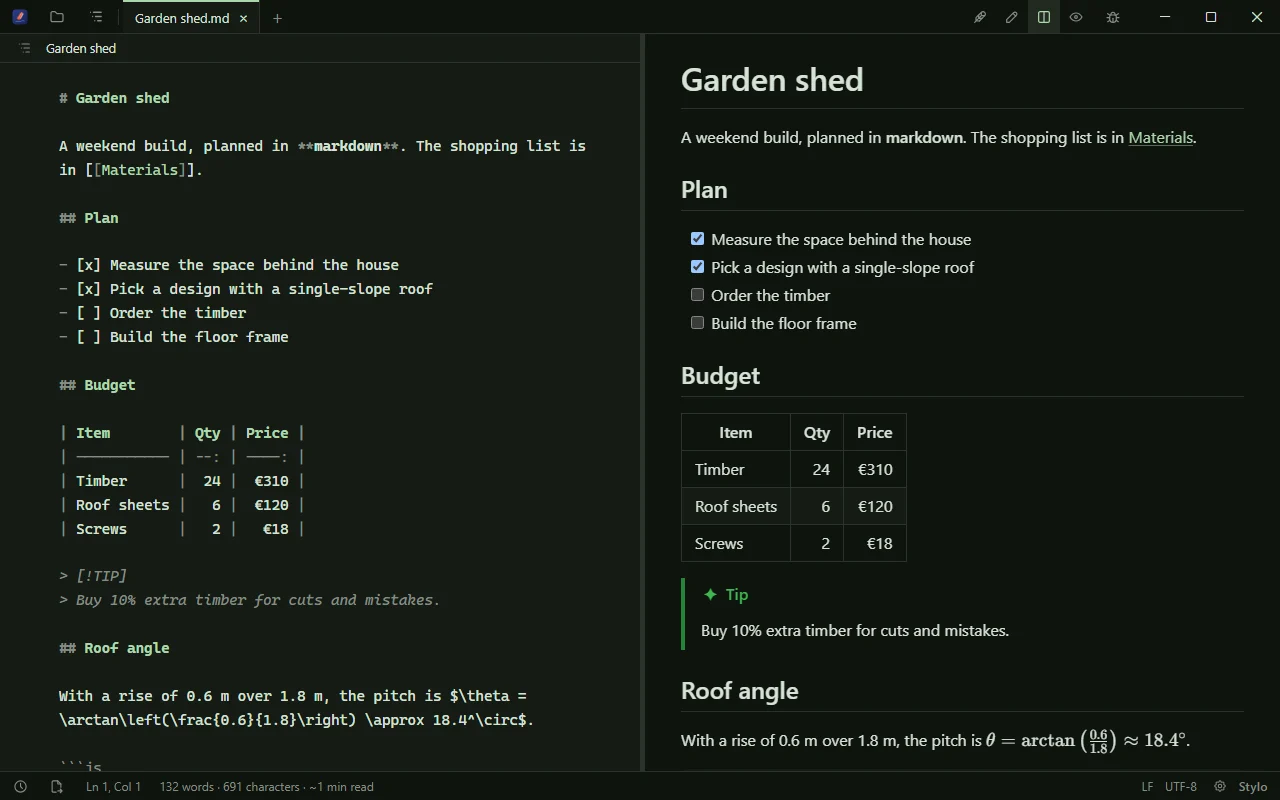 Garden shed.md
Garden shed
# Garden shed
A weekend build, planned in **markdown**. The shopping list is
in [[Materials]].
## Plan
- [x] Measure the space behind the house
- [x] Pick a design with a single-slope roof
- [ ] Order the timber
- [ ] Build the floor frame
## Budget
| Item        | Qty | Price |
| ----------- | --: | ----: |
| Timber      |  24 |  €310 |
| Roof sheets |   6 |  €120 |
| Screws      |   2 |   €18 |
> [!TIP]
> Buy 10% extra timber for cuts and mistakes.
## Roof angle
With a rise of 0.6 m over 1.8 m, the pitch is $\theta =
\arctan\left(\frac{0.6}{1.8}\right) \approx 18.4^\circ$.
```js
Garden shed
A weekend build, planned in markdown. The shopping list is in Materials.
Plan
Measure the space behind the house
Pick a design with a single-slope roof
Order the timber
Build the floor frame
Budget
Item Qty Price
Timber 24 €310
Roof sheets 6 €120
Screws 2 €18
Tip
Buy 10% extra timber for cuts and mistakes.
Roof angle
With a rise of 0.6 m over 1.8 m, the pitch is θ = arctan (0.6/1.8) ≈ 18.4°.
Ln 1, Col 1 132 words · 691 characters · ~1 min read LF UTF-8 Stylo